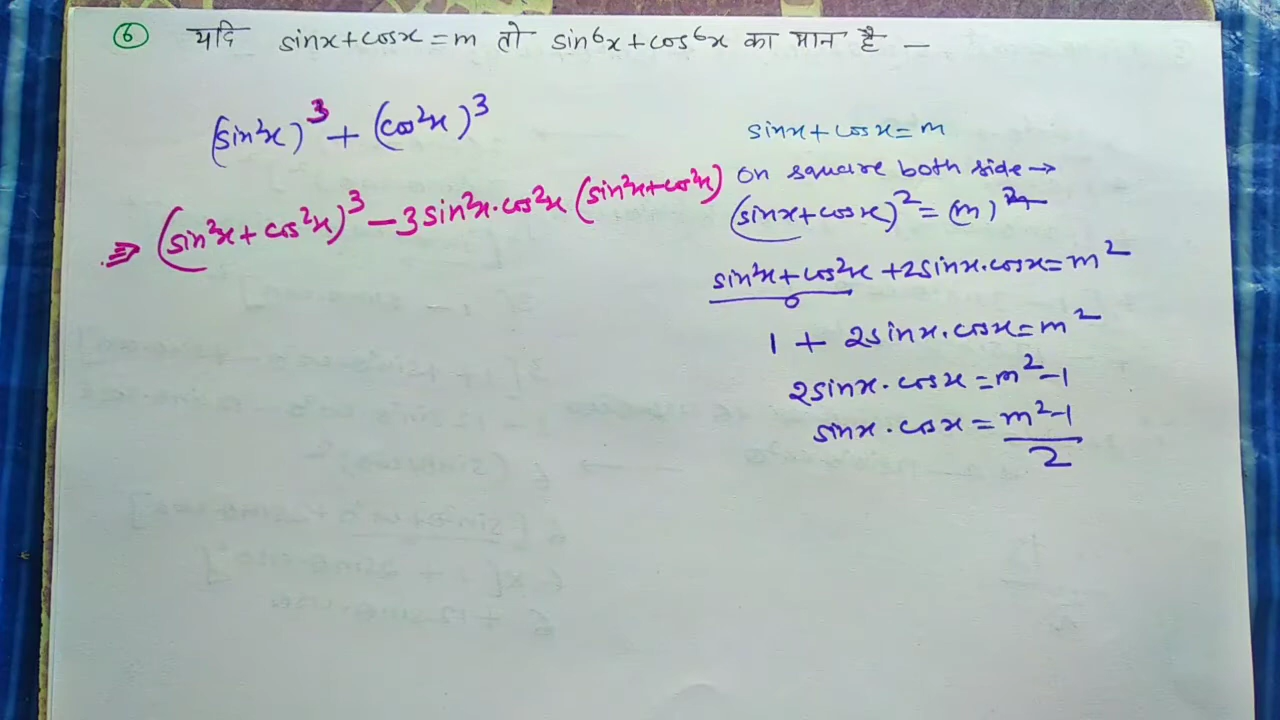 ⑥ यदि sinx+cosx=m तो sin⁶x+cos⁶x का मान है —
(sin²x)³+(cos²x)³
⇒ (sin²x+cos²x)³-3sin²x.cos²x(sin²x+cos²x)
sinx+cosx=m
on square both side→
(sinx+cosx)²=(m)²
sin²x+cos²x+2sinx.cosx=m²
1+2sinx.cosx=m²
2sinx.cosx=m²-1
sinx.cosx=m²-1
2